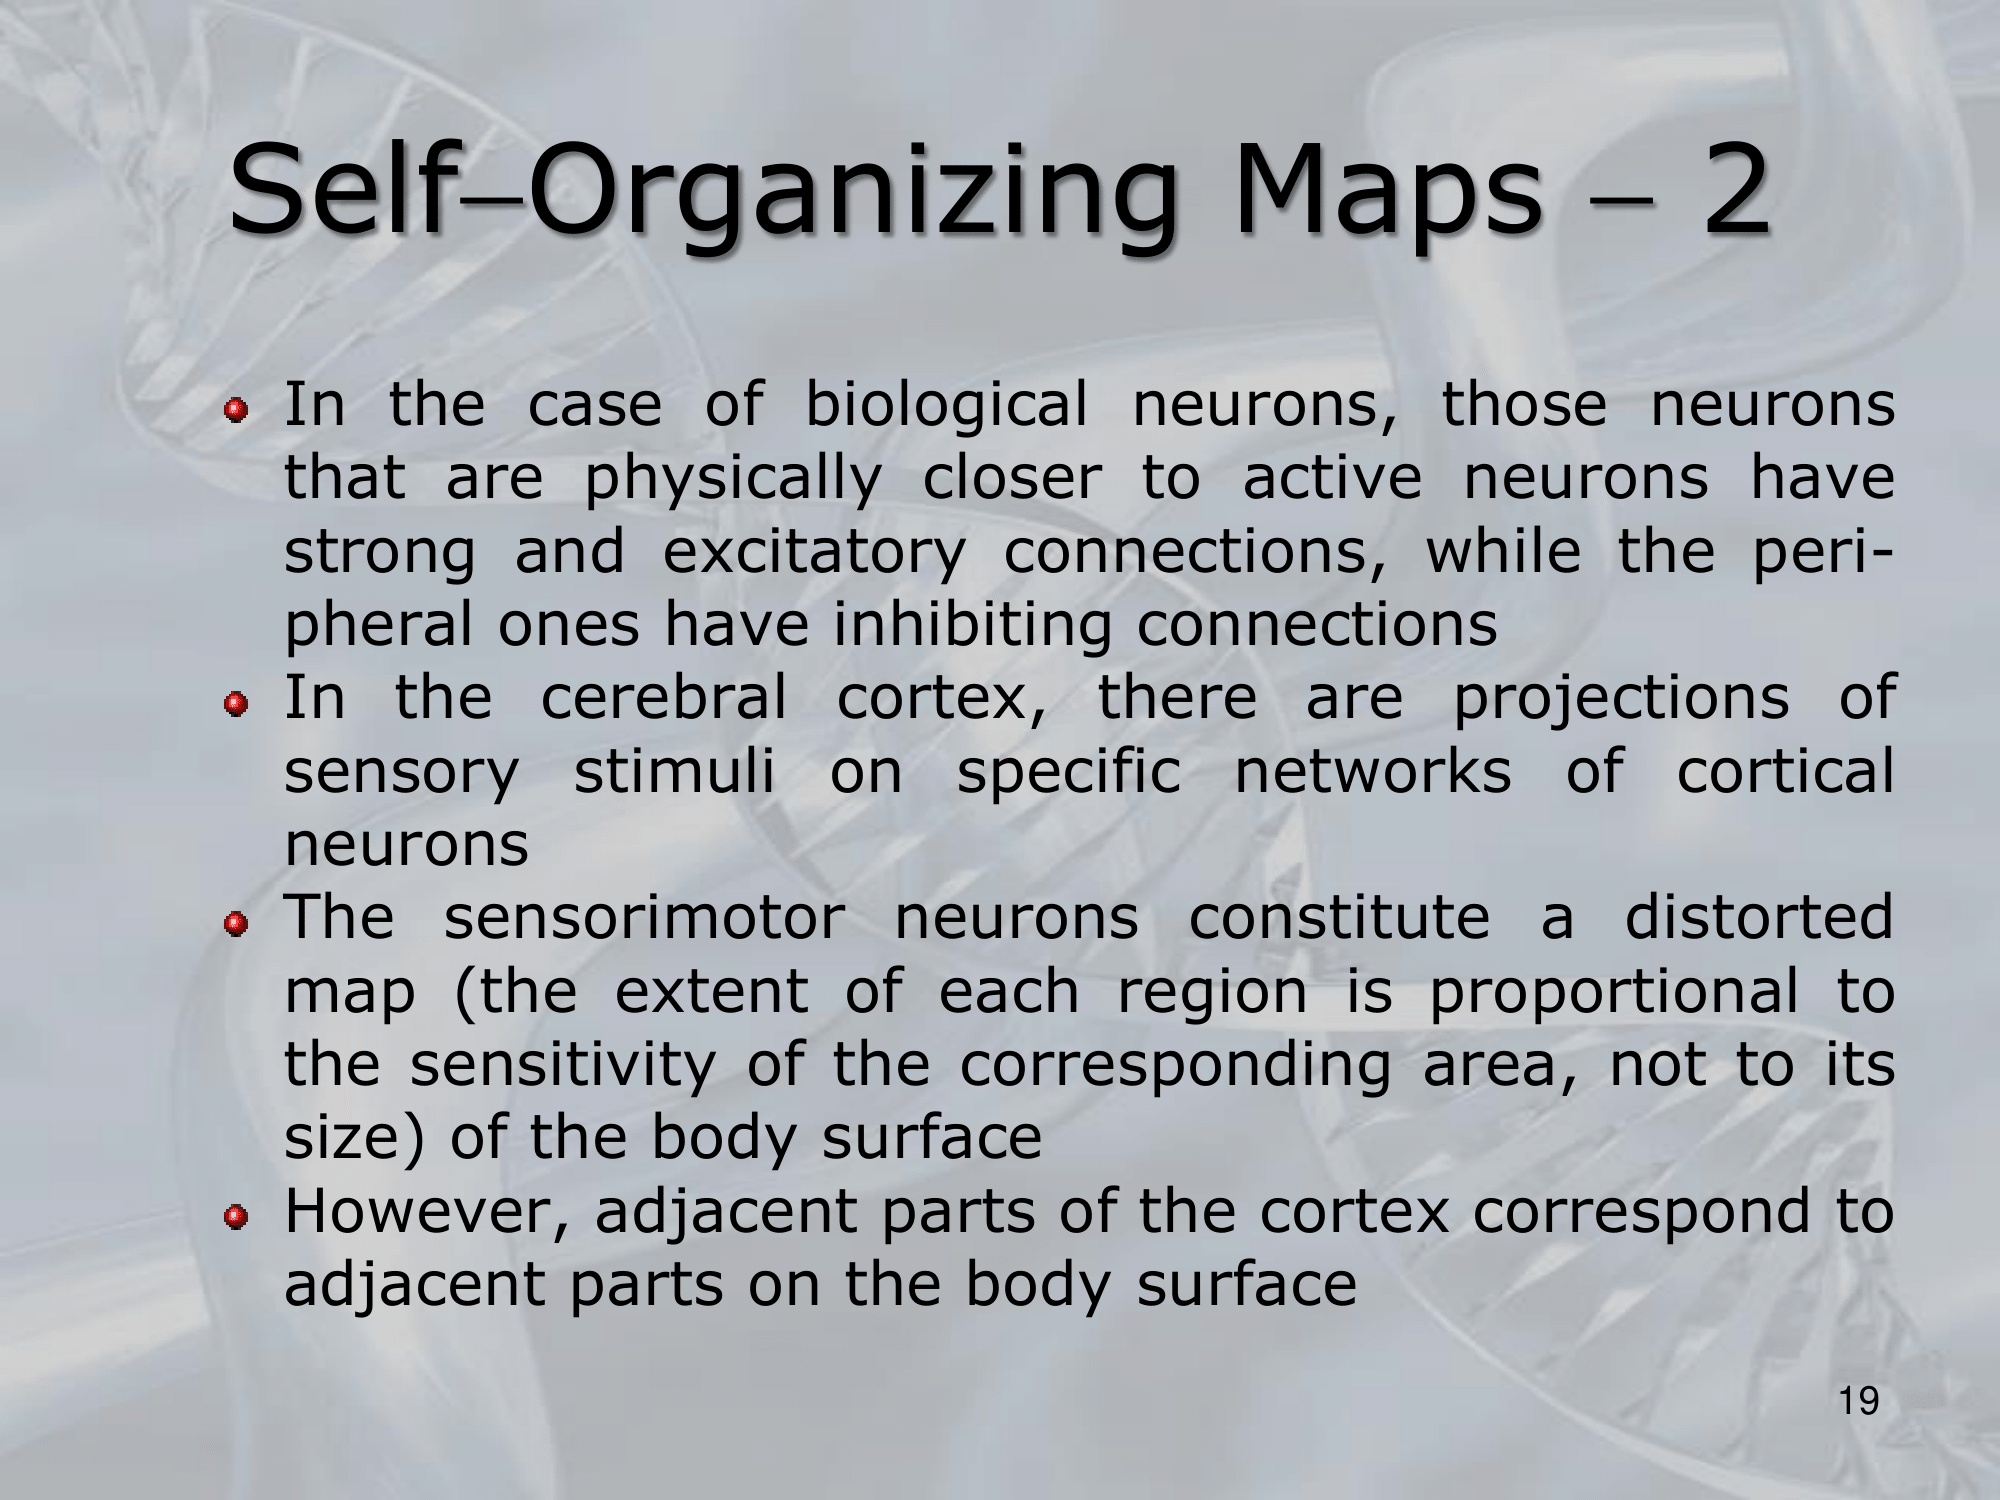 Self–Organizing Maps – 2
In the case of biological neurons, those neurons
that are physically closer to active neurons have
strong and excitatory connections, while the peri-
pheral ones have inhibiting connections
In the cerebral cortex, there are projections of
sensory stimuli on specific networks of cortical
neurons
The sensorimotor neurons constitute a distorted
map (the extent of each region is proportional to
the sensitivity of the corresponding area, not to its
size) of the body surface
However, adjacent parts of the cortex correspond to
adjacent parts on the body surface
19